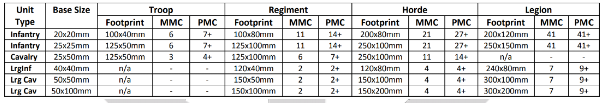 Unit Type Base Size Troop Regiment Horde Legion
Footprint MMC PMC Footprint MMC PMC Footprint MMC PMC Footprint MMC PMC
Infantry 20x20mm 100x40mm 6 7+ 100x80mm 11 14+ 200x80mm 21 27+ 200x120mm 41 41+
Infantry 25x25mm 125x50mm 6 7+ 125x100mm 11 14+ 250x100mm 21 27+ 250x150mm 41 41+
Cavalry 25x50mm 125x50mm 3 4+ 125x100mm 6 7+ 250x100mm 11 14+ n/a - -
LrgInf 40x40mm n/a - - 120x40mm 2 2+ 120x80mm 4 4+ 240x80mm 7 9+
Lrg Cav 50x50mm n/a - - 150x50mm 2 2+ 150x100mm 4 4+ 300x100mm 7 9+
Lrg Cav 50x100mm n/a - - 150x100mm 2 2+ 150x200mm 4 4+ 300x200mm 7 9+